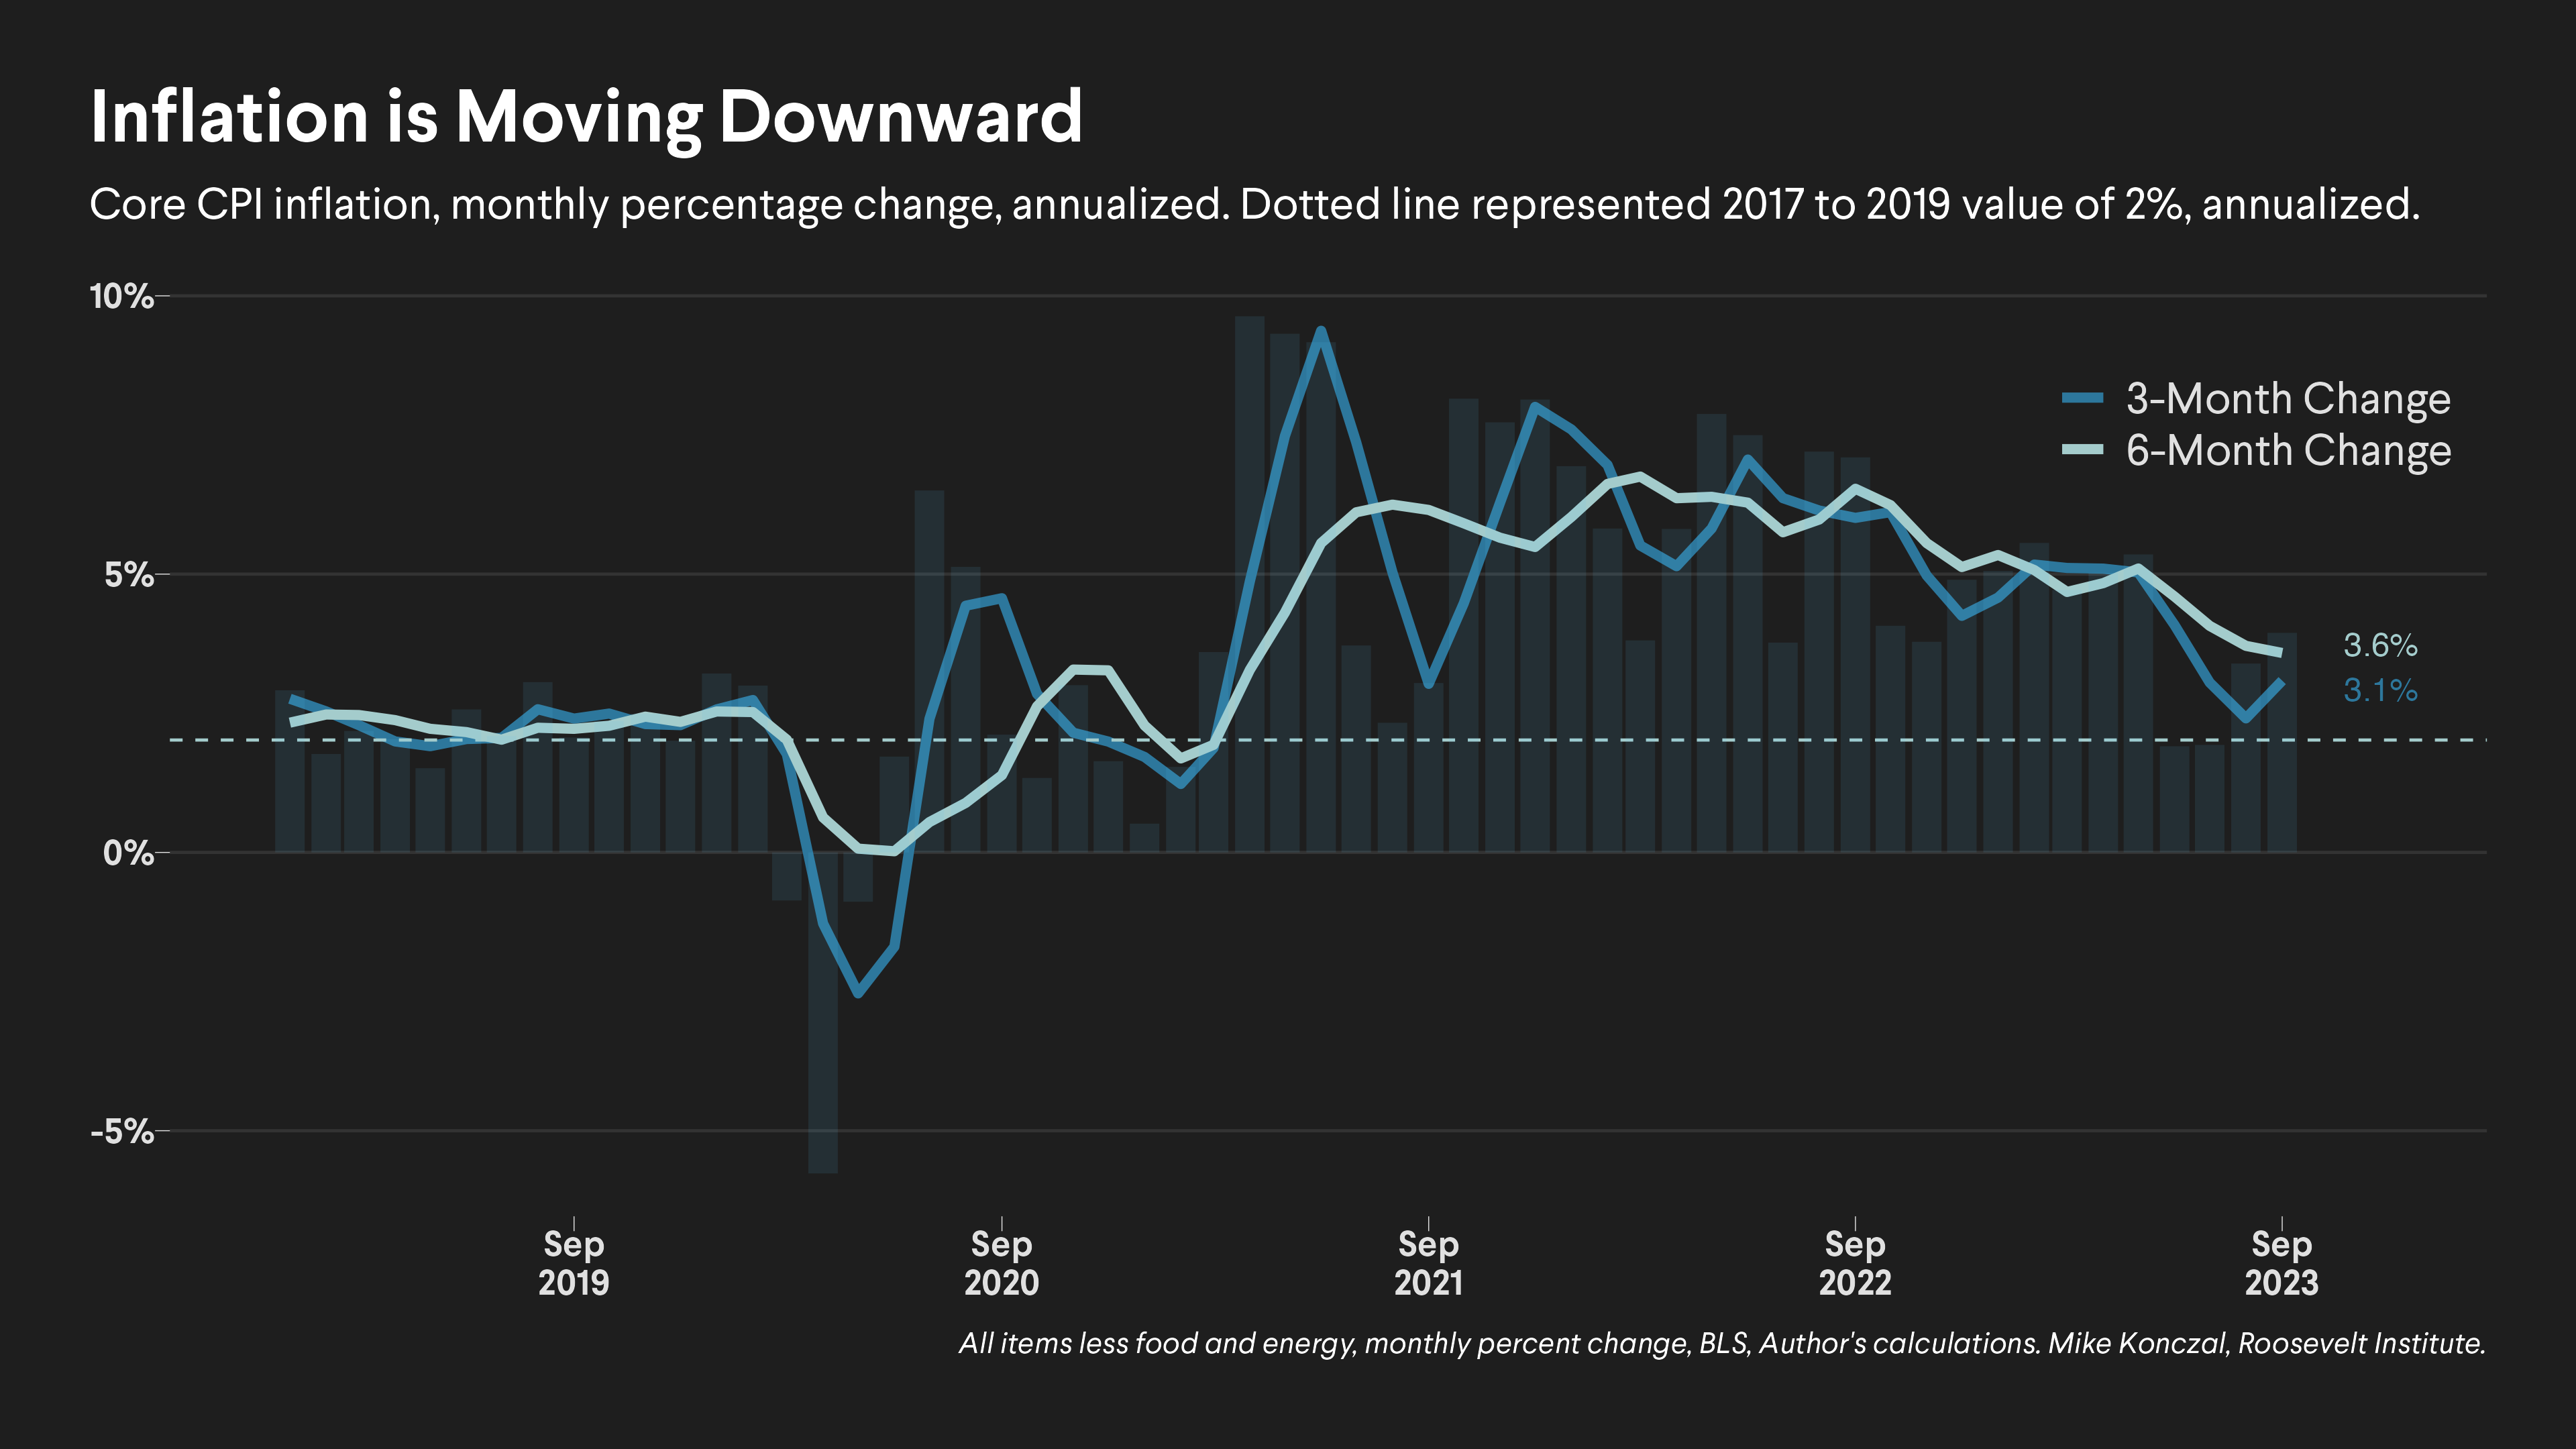 Inflation is Moving Downward
Core CPI inflation, monthly percentage change, annualized. Dotted line represented 2017 to 2019 value of 2%, annualized.
10%
5%
0%
-5%
3-Month Change
6-Month Change
3.6%
3.1%
Sep
2019
Sep
2020
Sep
2021
Sep
2022
Sep
2023
All items less food and energy, monthly percent change, BLS, Author's calculations. Mike Konczal, Roosevelt Institute.